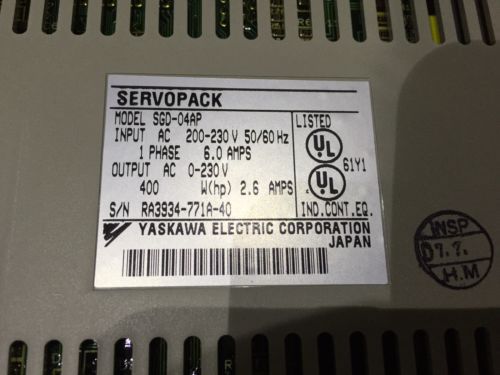 SERVOPACK
MODEL SGD-04AP
INPUT AC 200-230 V 50/60 Hz
1 PHASE 6.0 AMPS
OUTPUT AC 0-230 V
400 W(hp) 2.6 AMPS
S/N RA3934-771A-40
LISTED
UL
61Y1
UL
IND.CONT.EQ.
YASKAWA ELECTRIC CORPORATION
JAPAN
INSP
07.7.
H.M